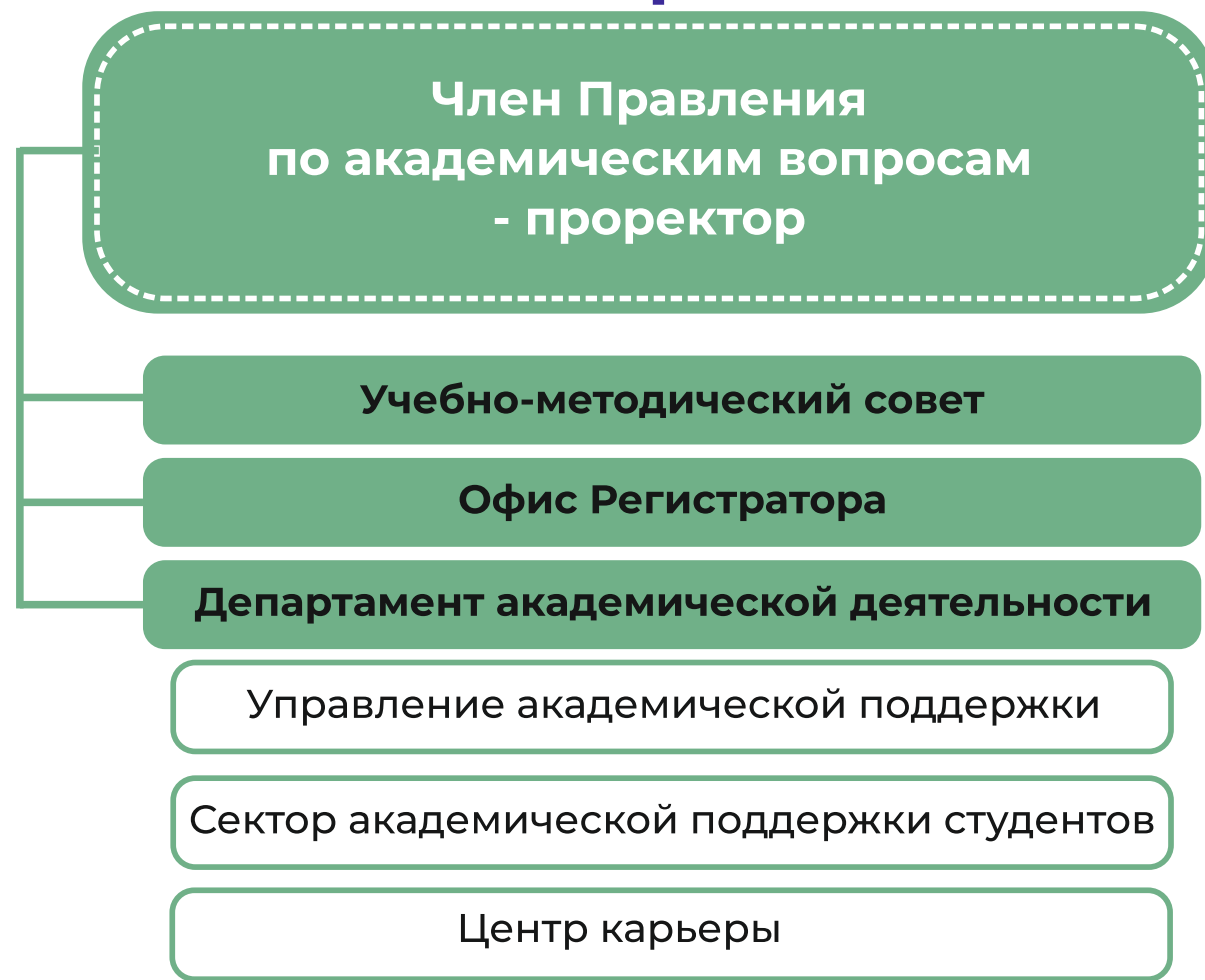 Член Правления
по академическим вопросам
- проректор
Учебно-методический совет
Офис Регистратора
Департамент академической деятельности
Управление академической поддержки
Сектор академической поддержки студентов
Центр карьеры